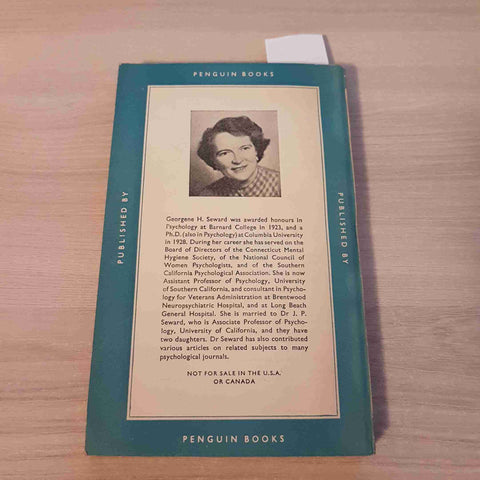 PENGUIN BOOKS
PUBLISHED BY
PUBLISHED BY
Georgene H. Seward was awarded honours in
Psychology at Barnard College in 1923, and a
Ph.D. (also in Psychology) at Columbia University
in 1928. During her career she has served on the
Board of Directors of the Connecticut Mental
Hygiene Society, of the National Council of
Women Psychologists, and of the Southern
California Psychological Association. She is now
Assistant Professor of Psychology, University
of Southern California, and consultant in Psycho-
logy for Veterans Administration at Brentwood
Neuropsychiatric Hospital, and at Long Beach
General Hospital. She is married to Dr J. P.
Seward, who is Associate Professor of Psycho-
logy, University of California, and they have
two daughters. Dr Seward has also contributed
various articles on related subjects to many
psychological journals.
NOT FOR SALE IN THE U.S.A.
OR CANADA
PENGUIN BOOKS